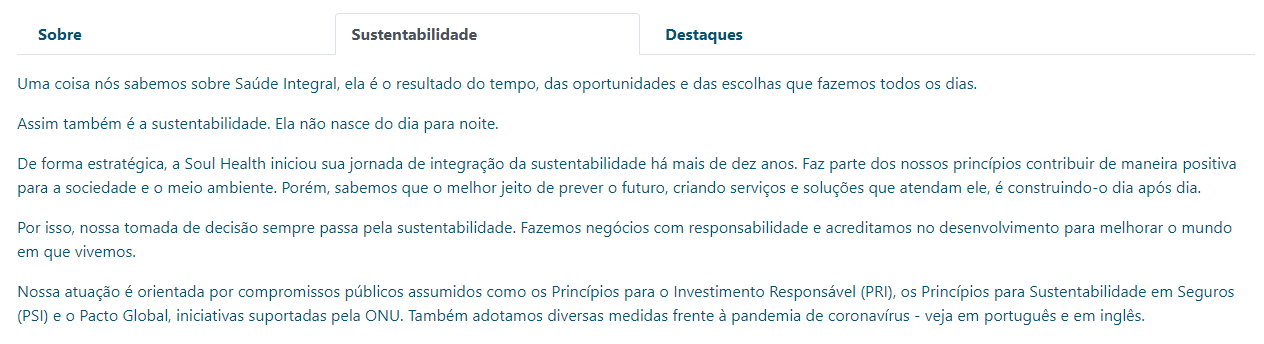 Sobre
Sustentabilidade
Destaques
Uma coisa nós sabemos sobre Saúde Integral, ela é o resultado do tempo, das oportunidades e das escolhas que fazemos todos os dias.
Assim também é a sustentabilidade. Ela não nasce do dia para noite.
De forma estratégica, a Soul Health iniciou sua jornada de integração da sustentabilidade há mais de dez anos. Faz parte dos nossos princípios contribuir de maneira positiva
para a sociedade e o meio ambiente. Porém, sabemos que o melhor jeito de prever o futuro, criando serviços e soluções que atendam ele, é construindo-o dia após dia.
Por isso, nossa tomada de decisão sempre passa pela sustentabilidade. Fazemos negócios com responsabilidade e acreditamos no desenvolvimento para melhorar o mundo
em que vivemos.
Nossa atuação é orientada por compromissos públicos assumidos como os Princípios para o Investimento Responsável (PRI), os Princípios para Sustentabilidade em Seguros
(PSI) e o Pacto Global, iniciativas suportadas pela ONU. Também adotamos diversas medidas frente à pandemia de coronavírus - veja em português e em inglês.